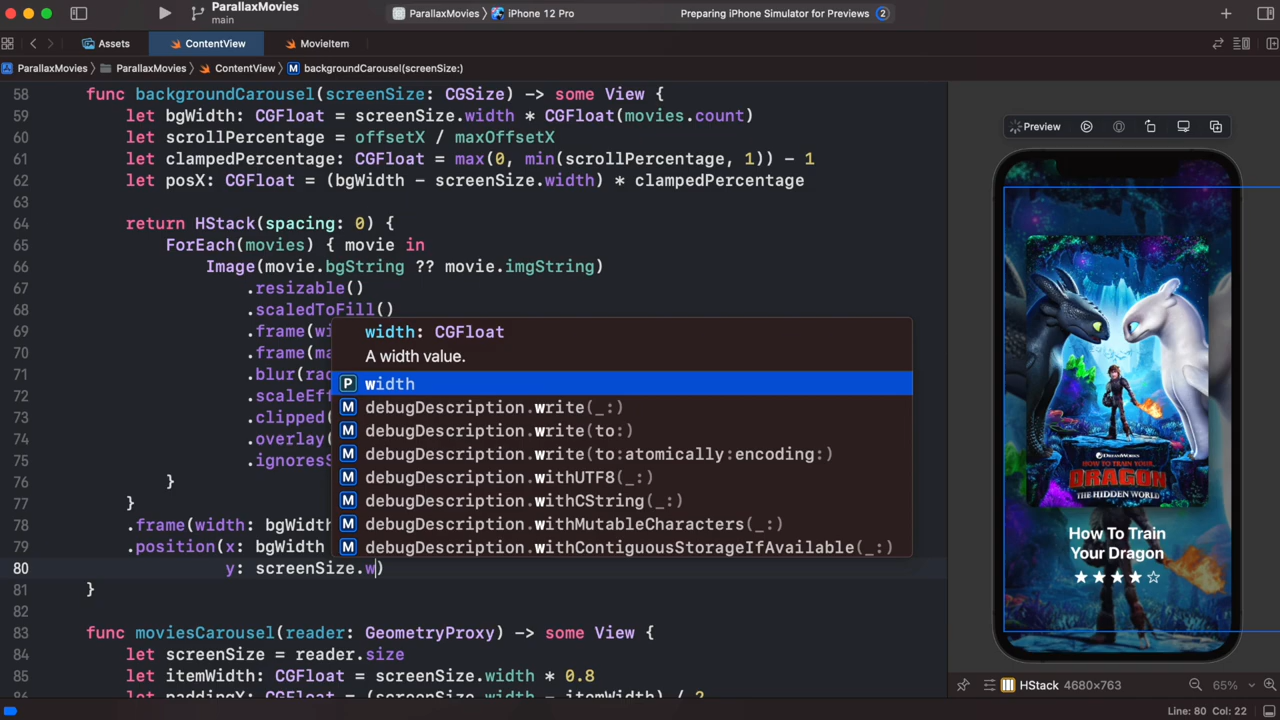 ParallaxMovies
main
ParallaxMovies > iPhone 12 Pro
Preparing iPhone Simulator for Previews 2
Assets
ContentView
MovieItem
ParallaxMovies > ParallaxMovies > ContentView > M backgroundCarousel(screenSize:)
58 func backgroundCarousel(screenSize: CGSize) -> some View {
59 let bgWidth: CGFloat = screenSize.width * CGFloat(movies.count)
60 let scrollPercentage = offsetX / maxOffsetX
61 let clampedPercentage: CGFloat = max(0, min(scrollPercentage, 1)) - 1
62 let posX: CGFloat = (bgWidth - screenSize.width) * clampedPercentage
63
64 return HStack(spacing: 0) {
65 ForEach(movies) { movie in
66 Image(movie.bgString ?? movie.imgString)
67 .resizable()
68 .scaledToFill()
69 .frame(wi
70 .frame(ma
71 .blur(rad
72 .scaleEff
73 .clipped(
74 .overlay(
75 .ignoresS
76 }
77 }
78 .frame(width: bgWidth
79 .position(x: bgWidth
80 y: screenSize.w)
81 }
82
83 func moviesCarousel(reader: GeometryProxy) -> some View {
84 let screenSize = reader.size
85 let itemWidth: CGFloat = screenSize.width * 0.8
86 let paddingX: CGFloat = (screenSize.width - itemWidth) / 2
width: CGFloat
A width value.
P width
M debugDescription.write(_:)
M debugDescription.write(to:)
M debugDescription.write(to:atomically:encoding:)
M debugDescription.withUTF8(_:)
M debugDescription.withCString(_:)
M debugDescription.withMutableCharacters(_:)
M debugDescription.withContiguousStorageIfAvailable(_:)
Preview
DREAMWORKS
HOW TO TRAIN YOUR
DRAGON
THE HIDDEN WORLD
How To Train
Your Dragon
HStack 4680×763
65%
Line: 80 Col: 22